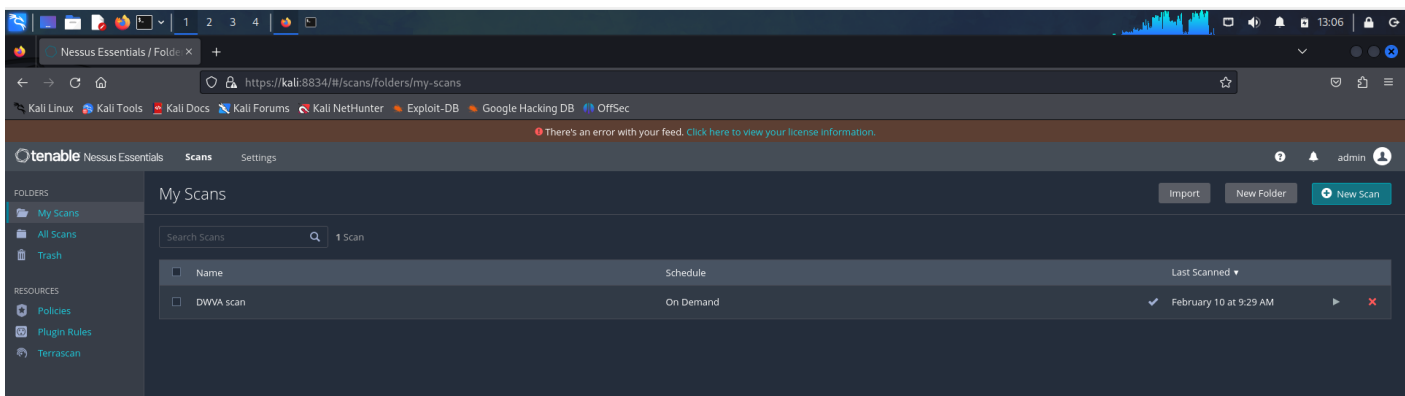 1 2 3 4
13:06
Nessus Essentials / Folde
https://kali:8834/#/scans/folders/my-scans
Kali Linux Kali Tools Kali Docs Kali Forums Kali NetHunter Exploit-DB Google Hacking DB OffSec
There's an error with your feed. Click here to view your license information.
tenable Nessus Essentials Scans Settings admin
FOLDERS
My Scans
All Scans
Trash
RESOURCES
Policies
Plugin Rules
Terrascan
My Scans
Import New Folder New Scan
Search Scans 1 Scan
Name Schedule Last Scanned
DWVA scan On Demand February 10 at 9:29 AM